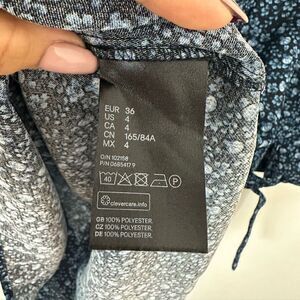 EUR 36
US 4
CA 4
CN 165/84A
MX 4
O/N 102158
P/N 0685417 9
40 P
clevercare.info
GB 100% POLYESTER.
CZ 100% POLYESTER.
DE 100% POLYESTER.